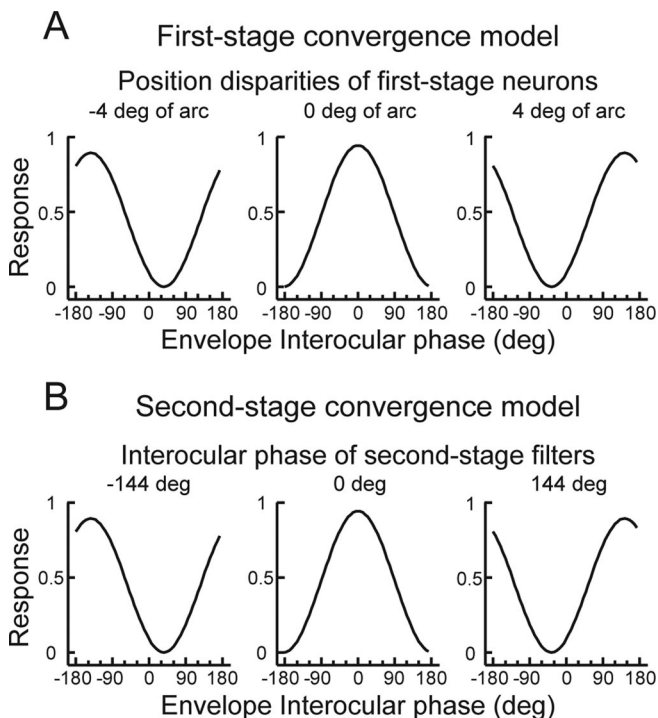 A
First-stage convergence model
Position disparities of first-stage neurons
-4 deg of arc 0 deg of arc 4 deg of arc
Response
1 1 1
0.5 0.5 0.5
0 0 0
-180 -90 0 90 180 -180 -90 0 90 180 -180 -90 0 90 180
Envelope Interocular phase (deg)
B
Second-stage convergence model
Interocular phase of second-stage filters
-144 deg 0 deg 144 deg
Response
1 1 1
0.5 0.5 0.5
0 0 0
-180 -90 0 90 180 -180 -90 0 90 180 -180 -90 0 90 180
Envelope Interocular phase (deg)